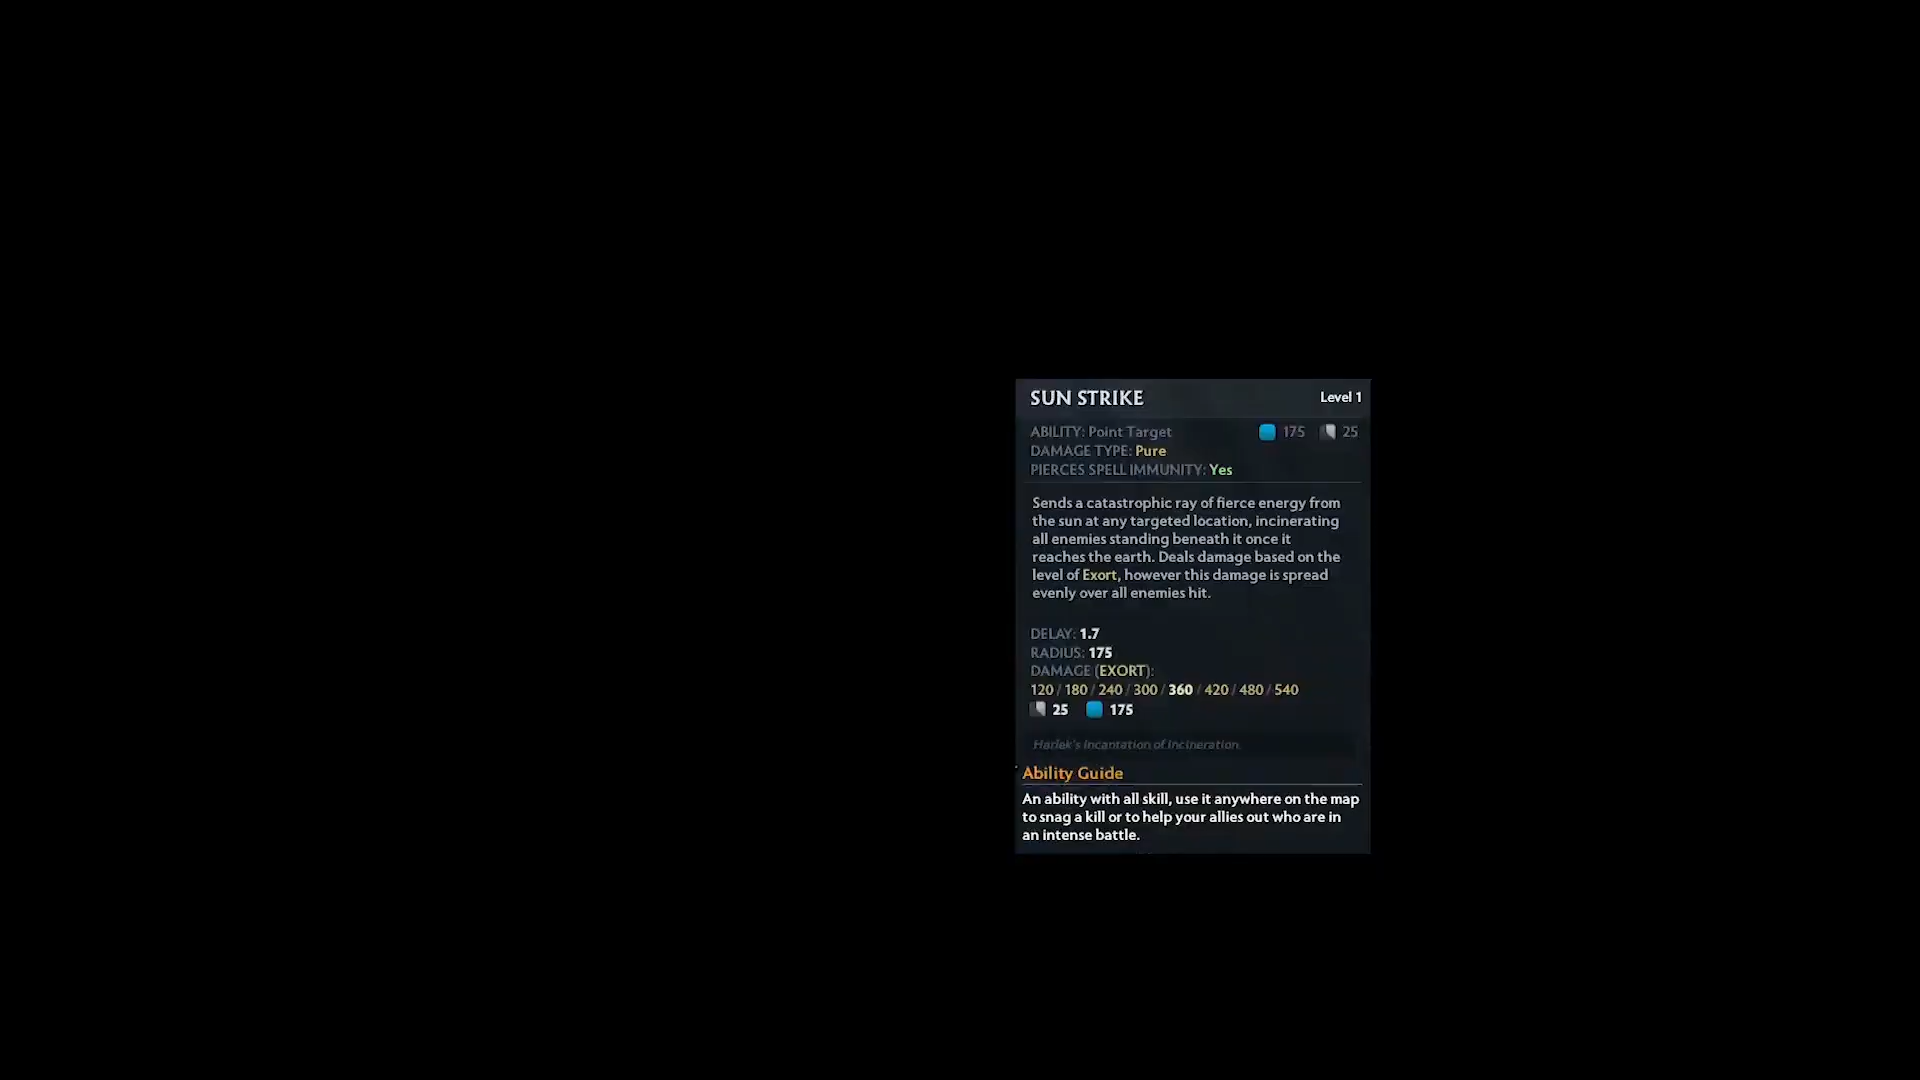 SUN STRIKE Level 1
ABILITY: Point Target 175 25
DAMAGE TYPE: Pure
PIERCES SPELL IMMUNITY: Yes
Sends a catastrophic ray of fierce energy from
the sun at any targeted location, incinerating
all enemies standing beneath it once it
reaches the earth. Deals damage based on the
level of Exort, however this damage is spread
evenly over all enemies hit.
DELAY: 1.7
RADIUS: 175
DAMAGE (EXORT):
120 / 180 / 240 / 300 / 360 / 420 / 480 / 540
25 175
Harlek's Incantation of Incineration
Ability Guide
An ability with all skill, use it anywhere on the map
to snag a kill or to help your allies out who are in
an intense battle.